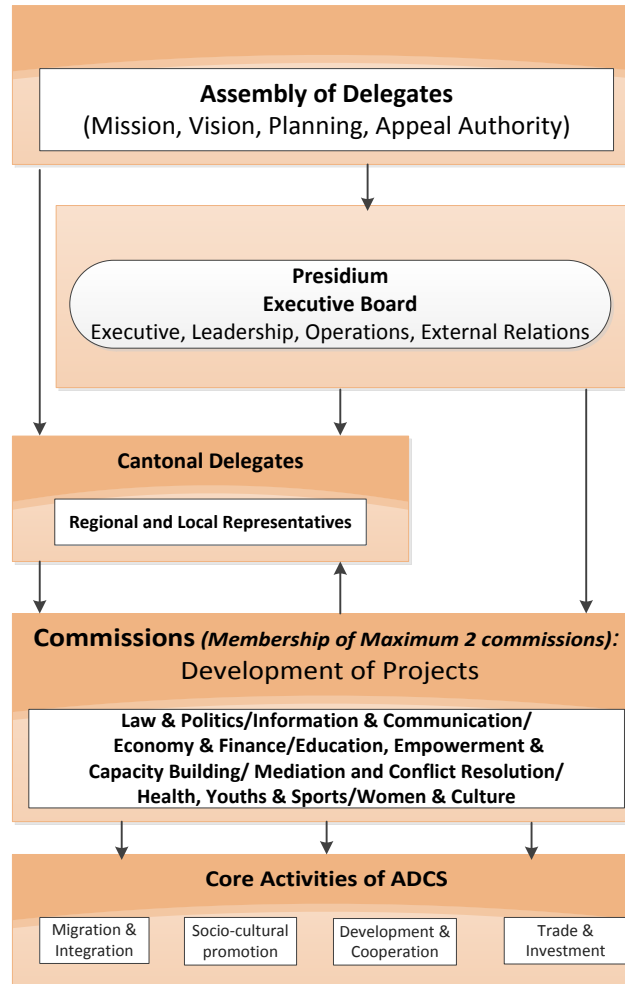 Assembly of Delegates
(Mission, Vision, Planning, Appeal Authority)
Presidium
Executive Board
Executive, Leadership, Operations, External Relations
Cantonal Delegates
Regional and Local Representatives
Commissions (Membership of Maximum 2 commissions):
Development of Projects
Law & Politics/Information & Communication/
Economy & Finance/Education, Empowerment &
Capacity Building/ Mediation and Conflict Resolution/
Health, Youths & Sports/Women & Culture
Core Activities of ADCS
Migration &
Integration
Socio-cultural
promotion
Development &
Cooperation
Trade &
Investment